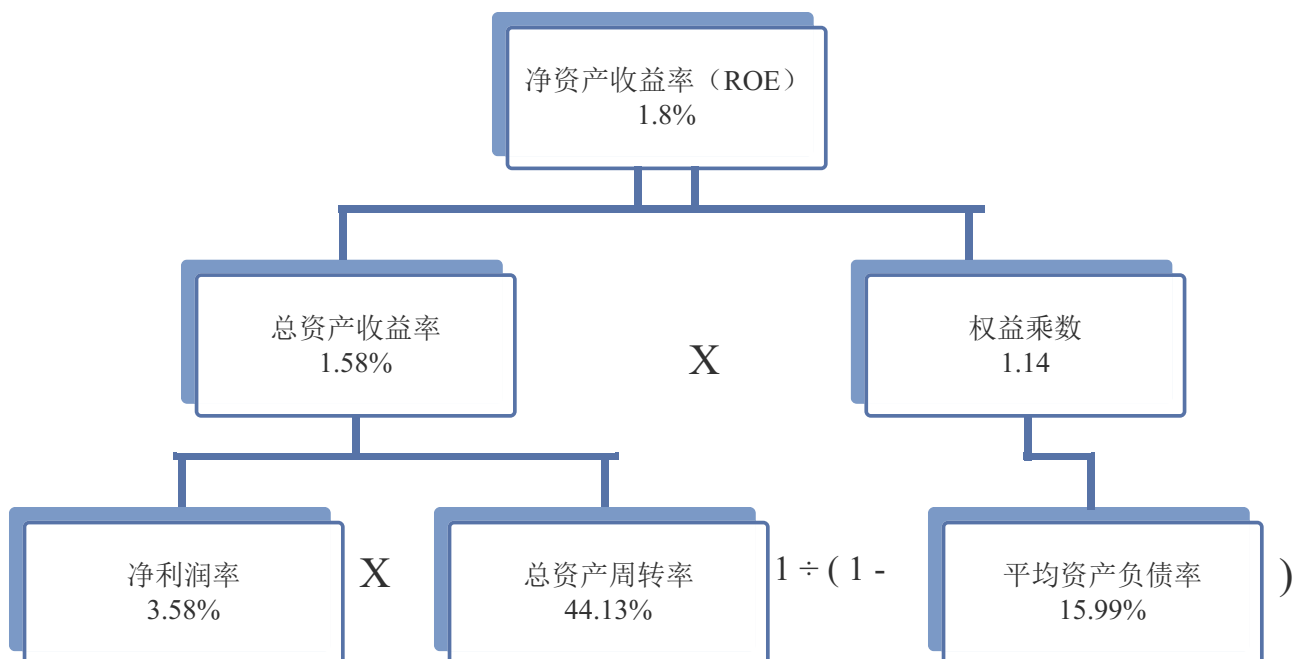 净资产收益率（ROE）
1.8%
总资产收益率
1.58%
X
权益乘数
1.14
净利润率
3.58%
X
总资产周转率
44.13%
1 ÷ ( 1 -
平均资产负债率
15.99%
)